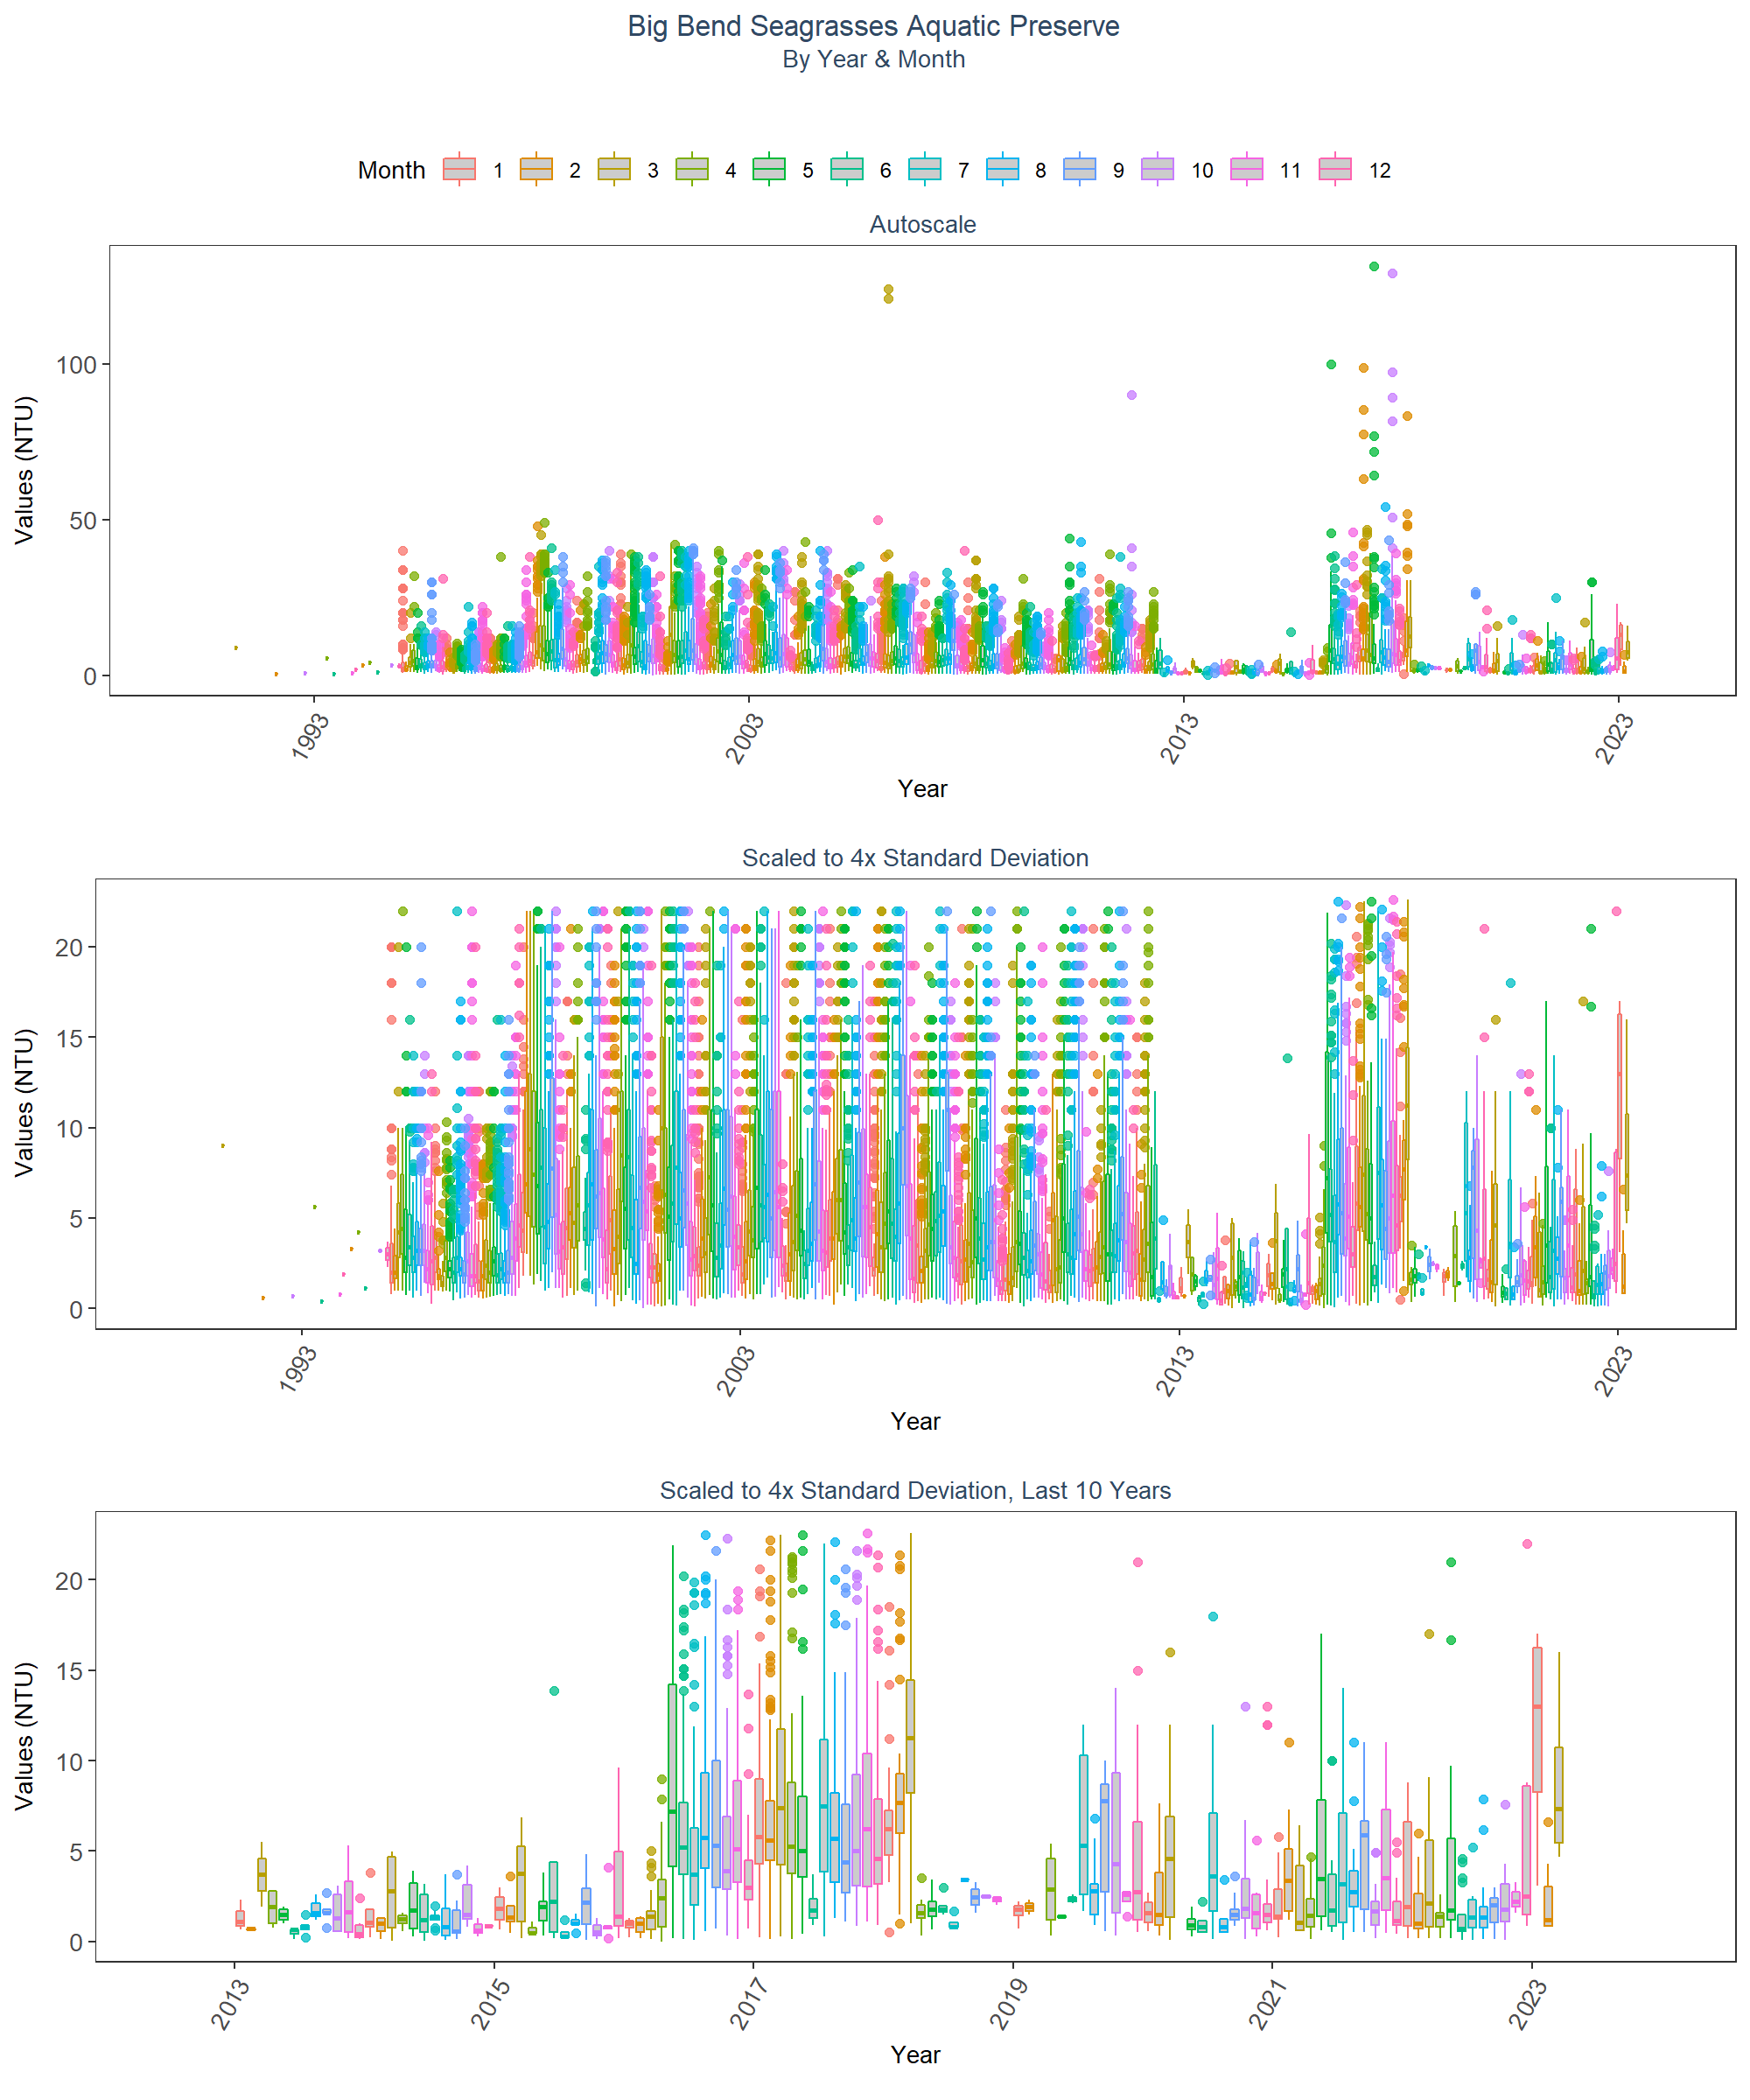 Big Bend Seagrasses Aquatic Preserve
By Year & Month
Month 1 2 3 4 5 6 7 8 9 10 11 12
Autoscale
Values (NTU)
100
50
0
1993 2003 2013 2023
Year
Scaled to 4x Standard Deviation
Values (NTU)
20
15
10
5
0
1993 2003 2013 2023
Year
Scaled to 4x Standard Deviation, Last 10 Years
Values (NTU)
20
15
10
5
0
2013 2015 2017 2019 2021 2023
Year